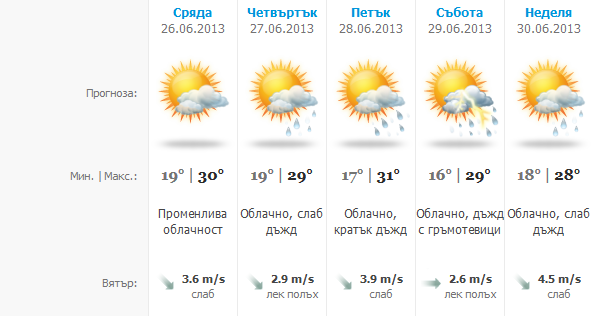 Сряда Четвъртък Петък Събота Неделя
26.06.2013 27.06.2013 28.06.2013 29.06.2013 30.06.2013
Прогноза:
Мин. | Макс.: 19° | 30° 19° | 29° 17° | 31° 16° | 29° 18° | 28°
Променлива Облачно, слаб Облачно, Облачно, дъжд Облачно, слаб
облачност дъжд кратък дъжд с гръмотевици дъжд
Вятър: 3.6 m/s 2.9 m/s 3.9 m/s 2.6 m/s 4.5 m/s
слаб лек полъх слаб лек полъх слаб